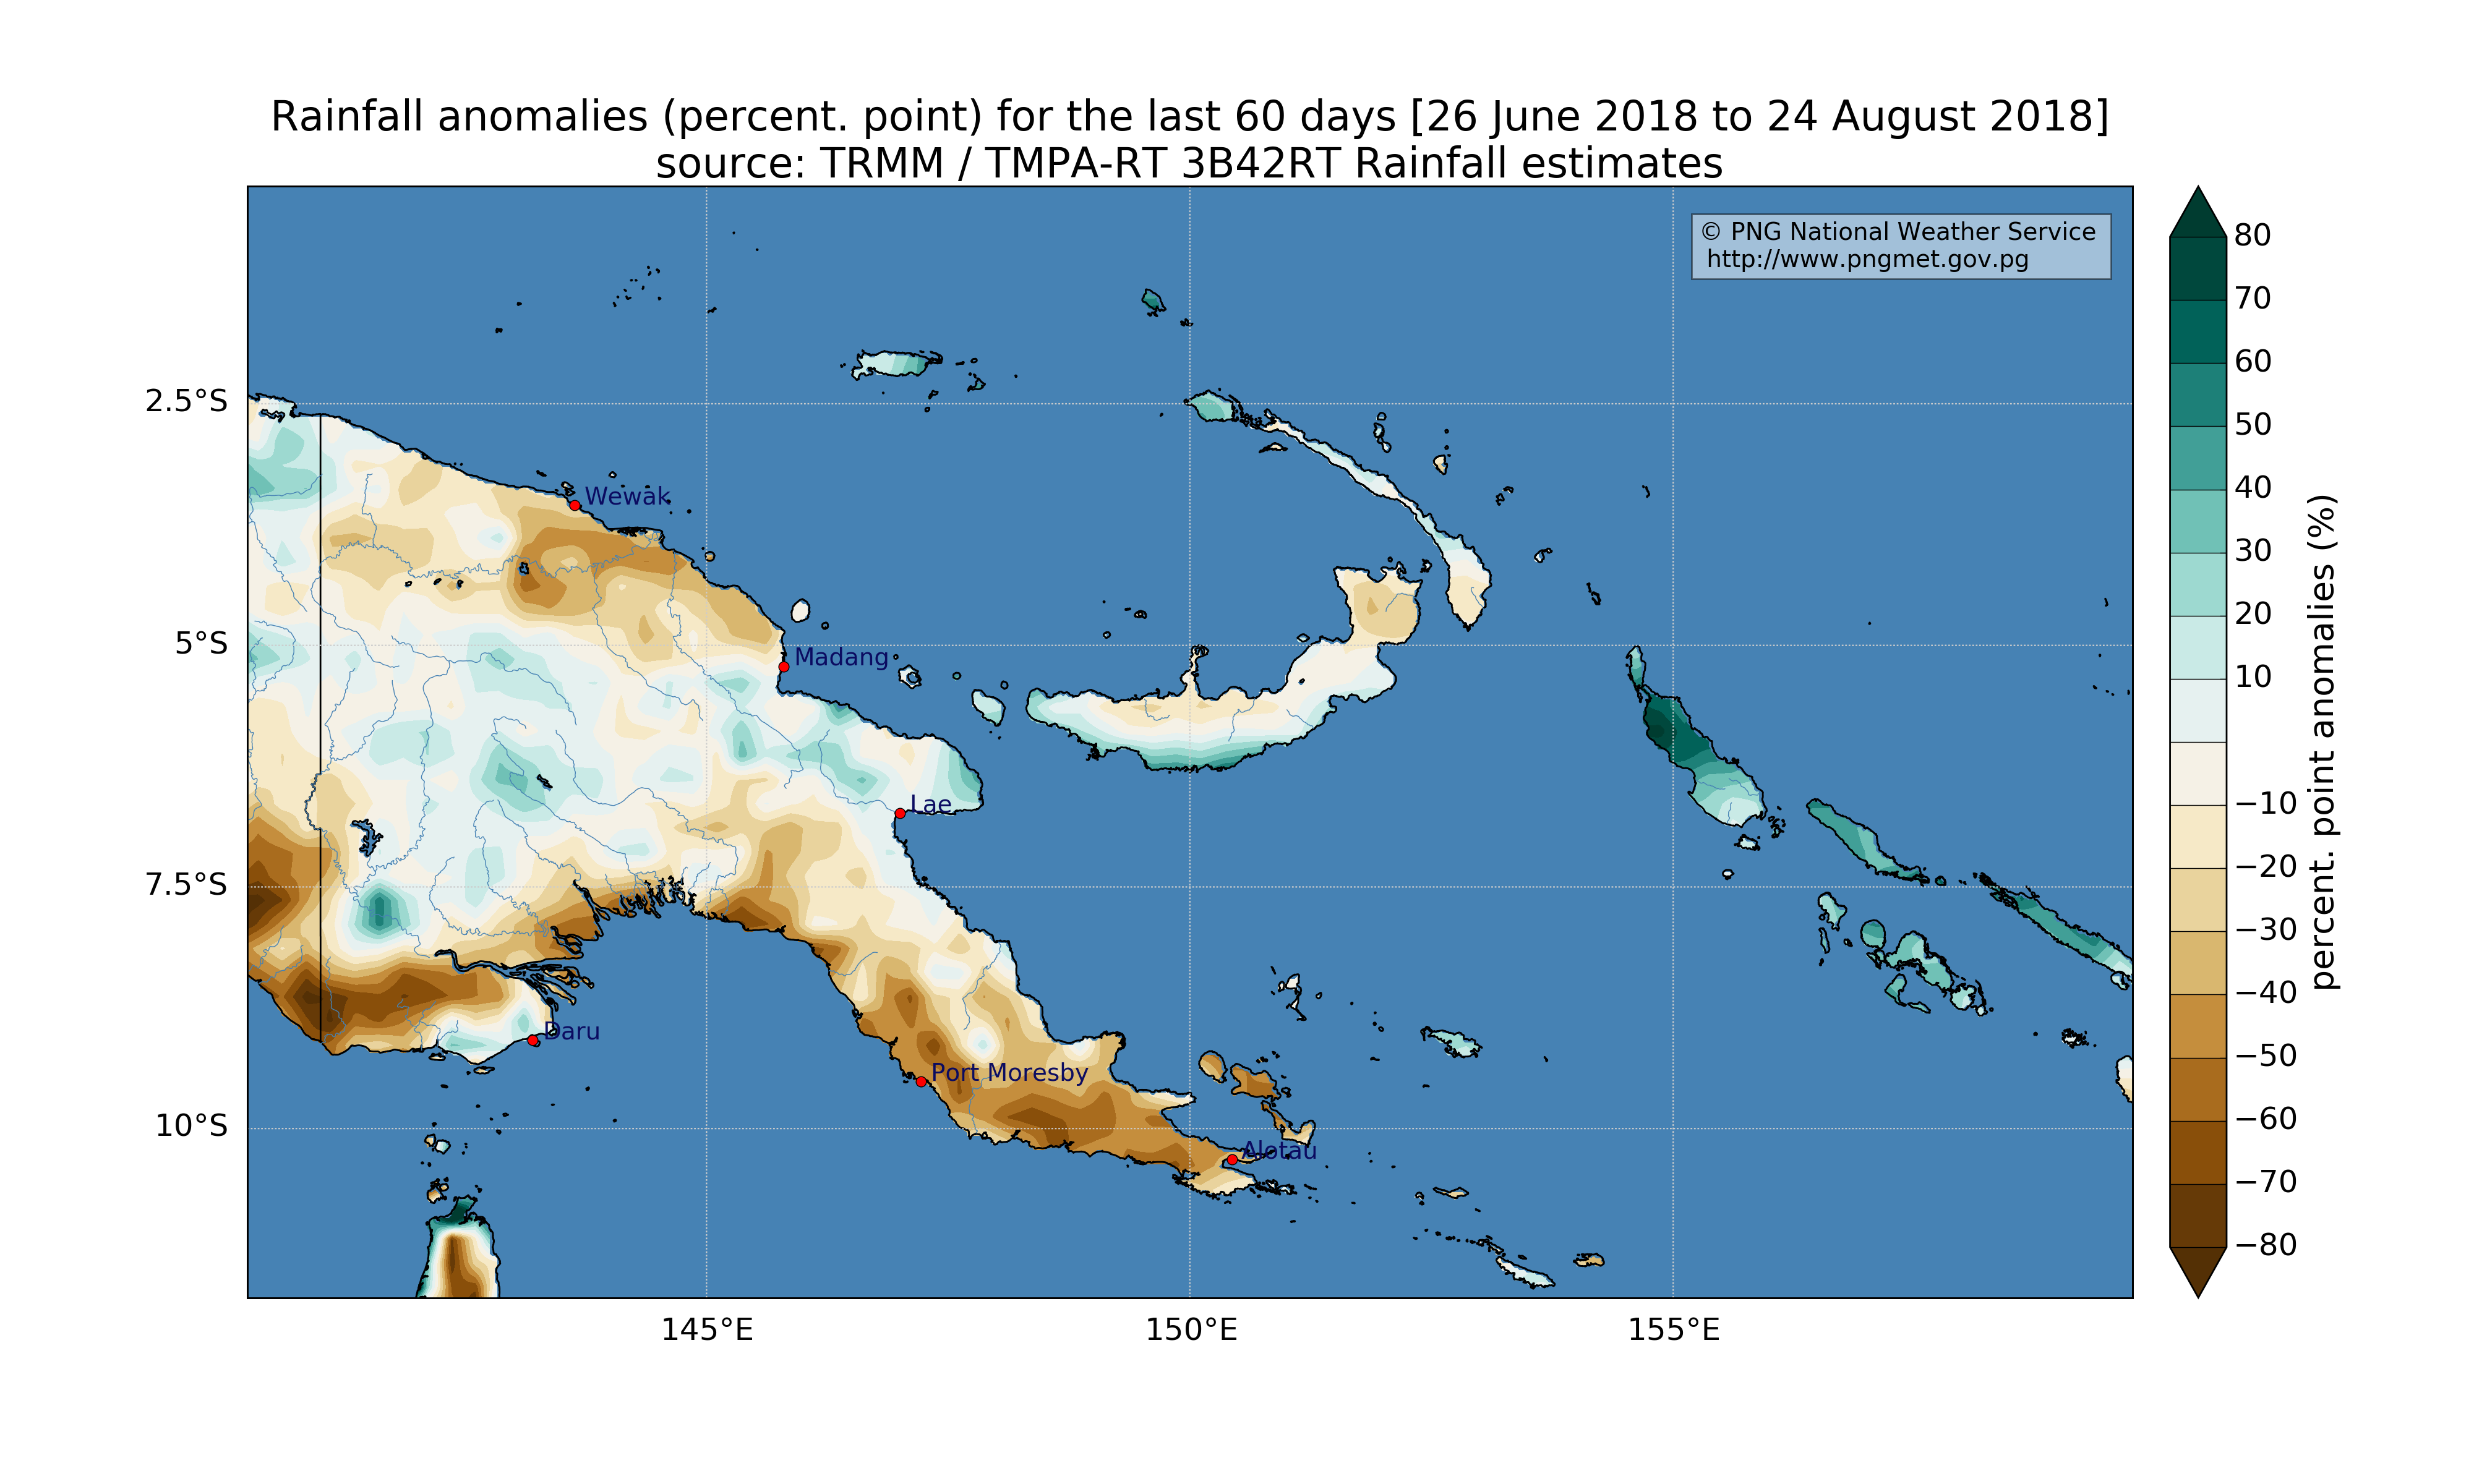 Rainfall anomalies (percent. point) for the last 60 days [26 June 2018 to 24 August 2018]
source: TRMM / TMPA-RT 3B42RT Rainfall estimates
© PNG National Weather Service
http://www.pngmet.gov.pg
2.5°S
5°S
7.5°S
10°S
Wewak
Madang
Lae
Daru
Port Moresby
Alotau
145°E
150°E
155°E
80
70
60
50
40
30
20
10
−10
−20
−30
−40
−50
−60
−70
−80
percent. point anomalies (%)